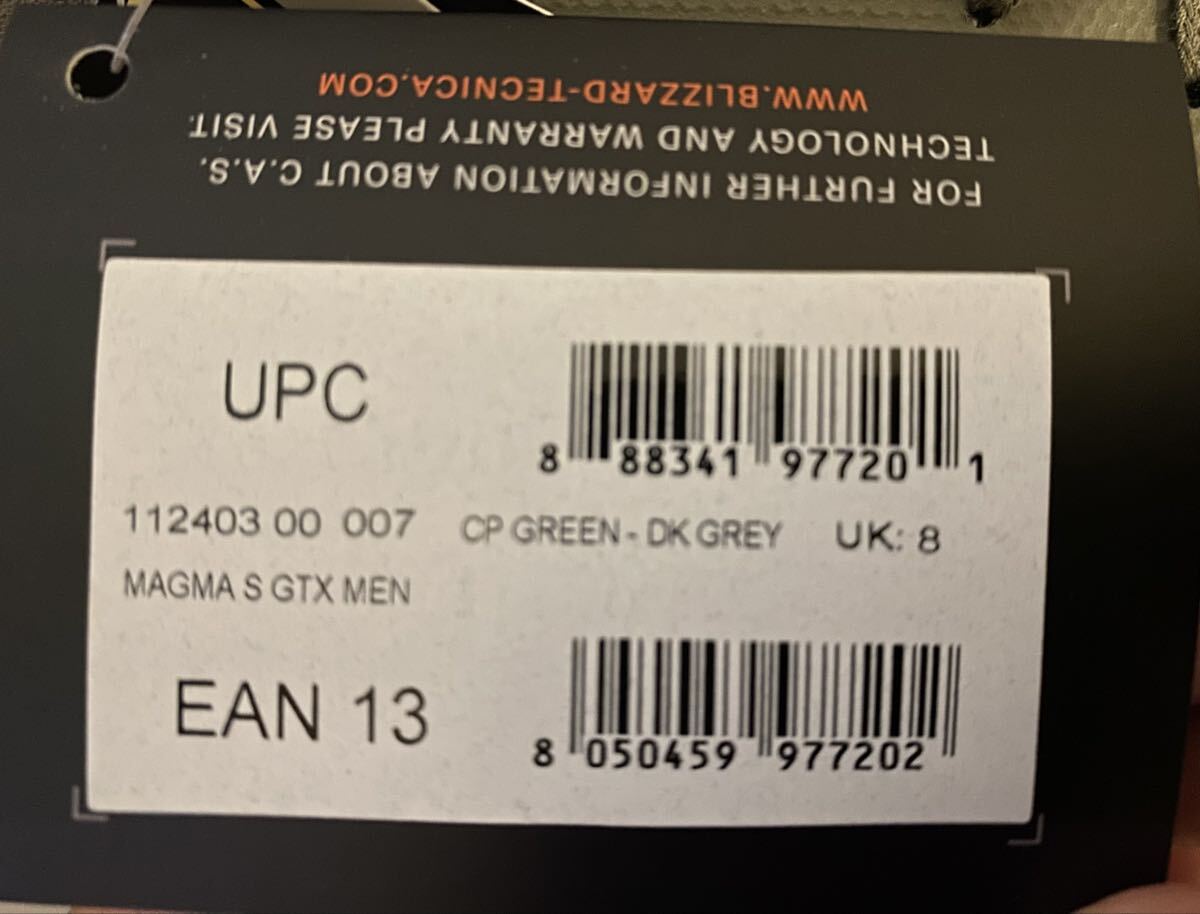 FOR FURTHER INFORMATION ABOUT C.A.S.
TECHNOLOGY AND WARRANTY PLEASE VISIT.
WWW.BLIZZARD-TECNICA.COM
UPC
8 88341 97720 1
112403 00 007 CP GREEN - DK GREY UK: 8
MAGMA S GTX MEN
EAN 13
8 050459 977202